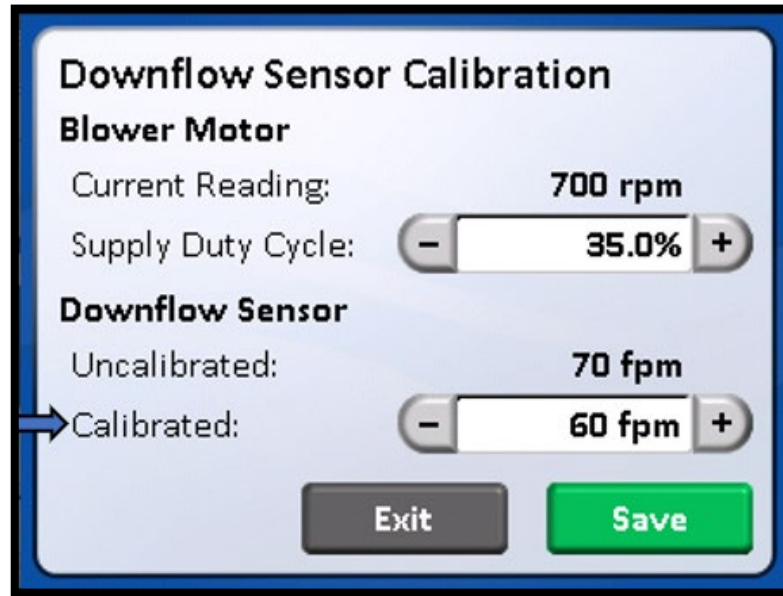 Downflow Sensor Calibration
Blower Motor
Current Reading: 700 rpm
Supply Duty Cycle: - 35.0% +
Downflow Sensor
Uncalibrated: 70 fpm
Calibrated: - 60 fpm +
Exit Save